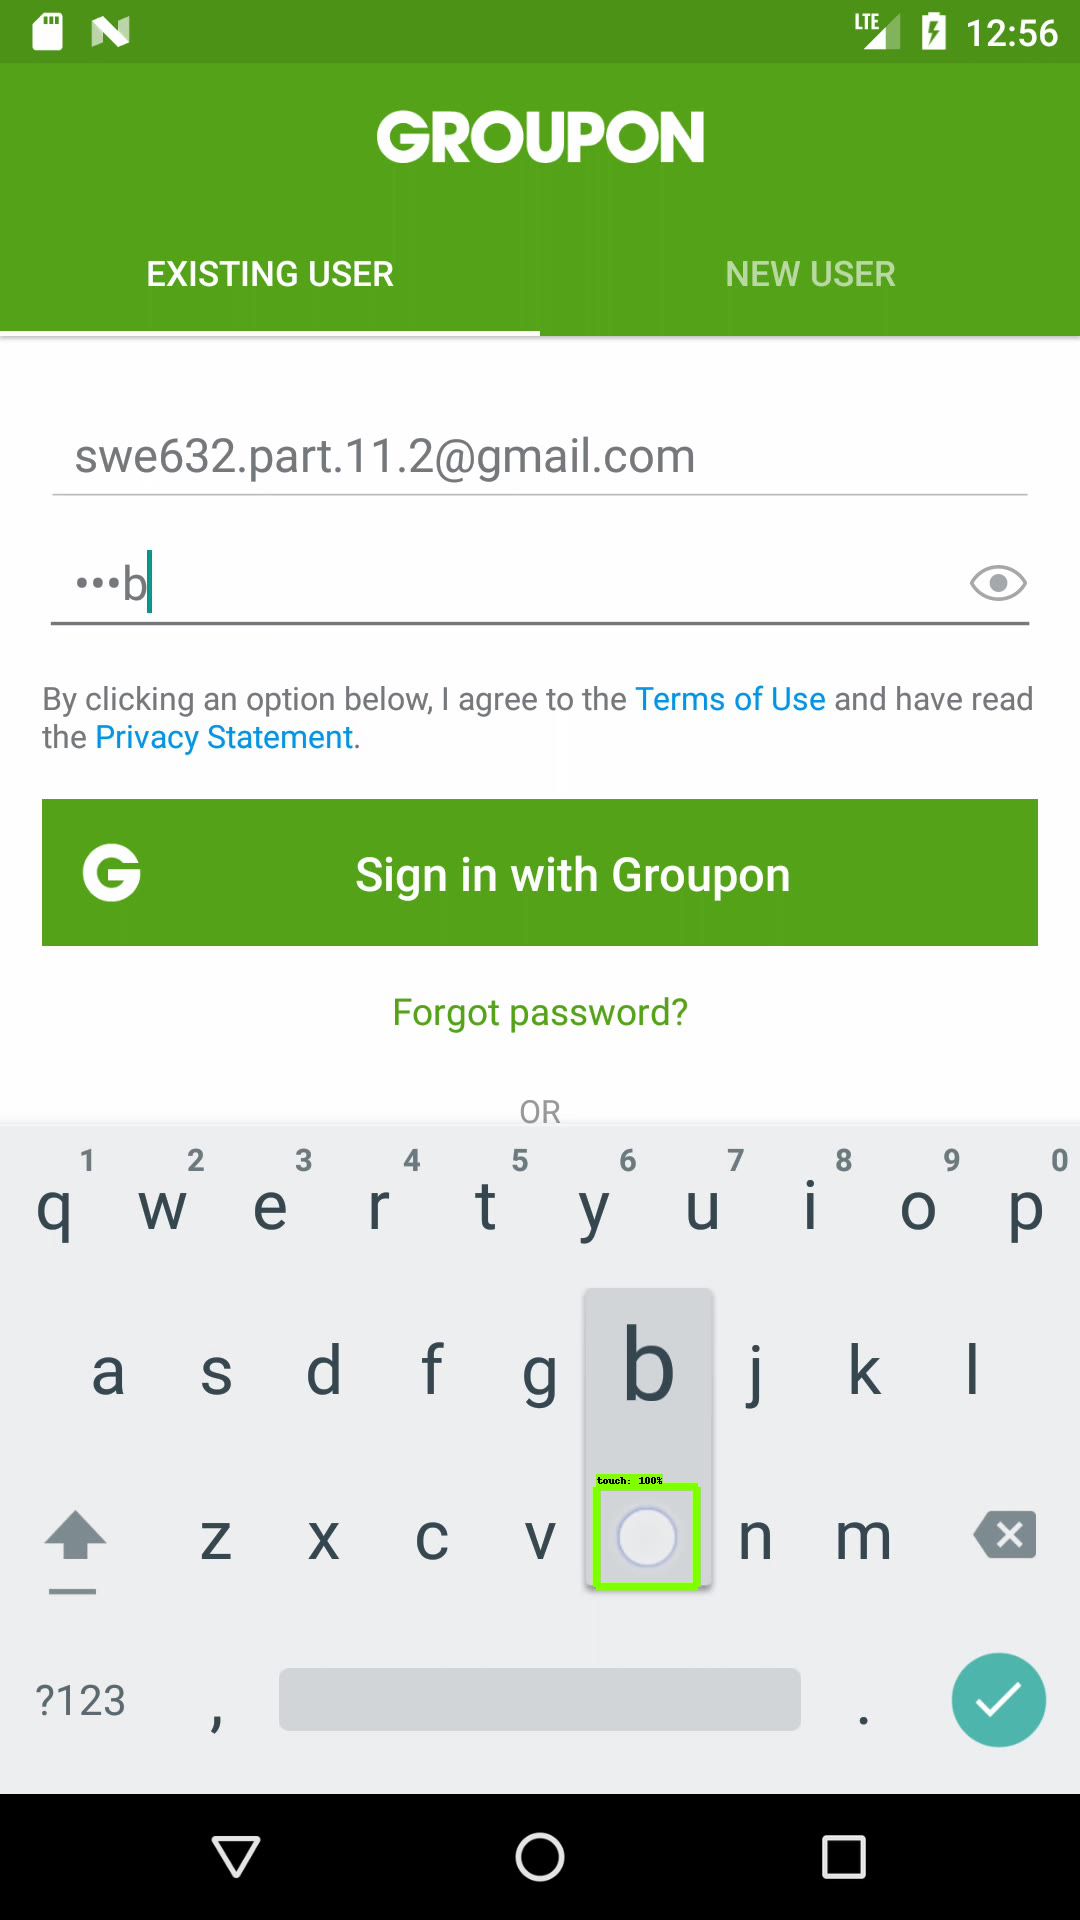 LTE 12:56
GROUPON
EXISTING USER NEW USER
swe632.part.11.2@gmail.com
•••b
By clicking an option below, I agree to the Terms of Use and have read
the Privacy Statement.
G Sign in with Groupon
Forgot password?
OR
1 2 3 4 5 6 7 8 9 0
q w e r t y u i o p
a s d f g b j k l
touch: 100%
z x c v n m
?123 , .